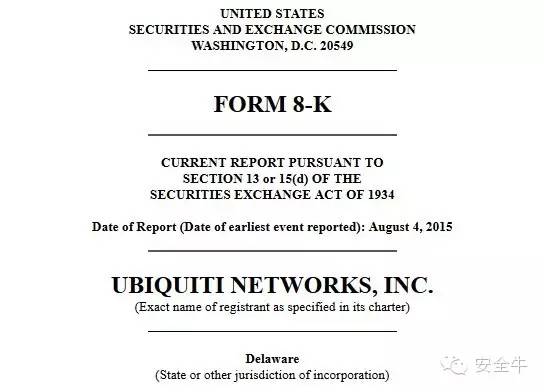 UNITED STATES
SECURITIES AND EXCHANGE COMMISSION
WASHINGTON, D.C. 20549
FORM 8-K
CURRENT REPORT PURSUANT TO
SECTION 13 or 15(d) OF THE
SECURITIES EXCHANGE ACT OF 1934
Date of Report (Date of earliest event reported): August 4, 2015
UBIQUITI NETWORKS, INC.
(Exact name of registrant as specified in its charter)
Delaware
(State or other jurisdiction of incorporation)
安全牛